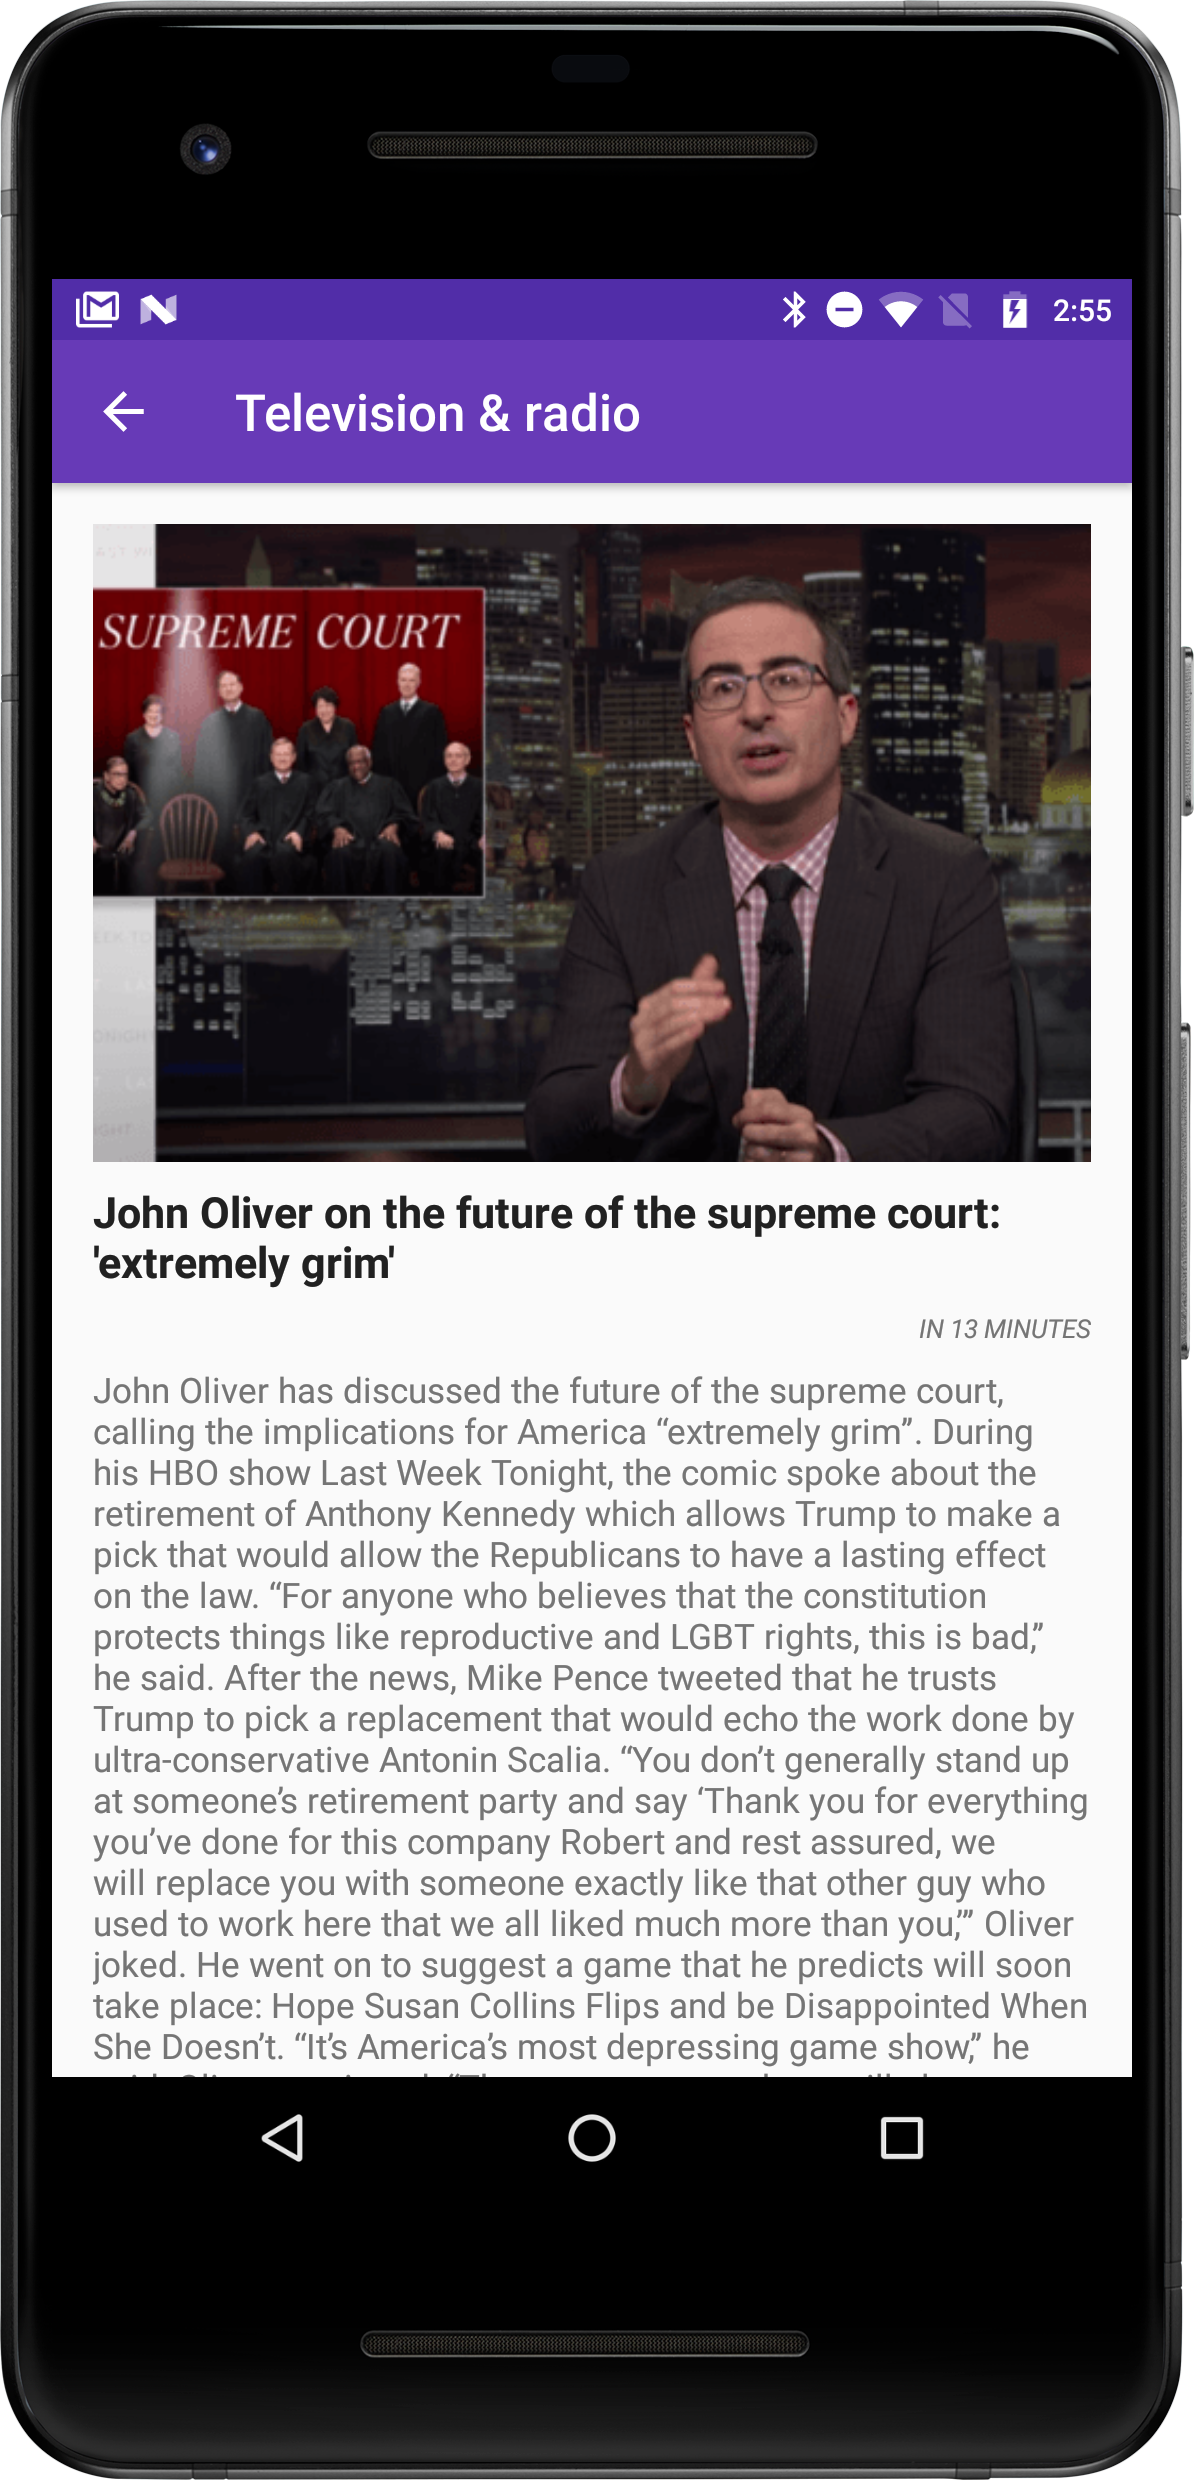 2:55
Television & radio
SUPREME COURT
John Oliver on the future of the supreme court:
'extremely grim'
IN 13 MINUTES
John Oliver has discussed the future of the supreme court,
calling the implications for America “extremely grim”. During
his HBO show Last Week Tonight, the comic spoke about the
retirement of Anthony Kennedy which allows Trump to make a
pick that would allow the Republicans to have a lasting effect
on the law. “For anyone who believes that the constitution
protects things like reproductive and LGBT rights, this is bad,”
he said. After the news, Mike Pence tweeted that he trusts
Trump to pick a replacement that would echo the work done by
ultra-conservative Antonin Scalia. “You don’t generally stand up
at someone’s retirement party and say ‘Thank you for everything
you’ve done for this company Robert and rest assured, we
will replace you with someone exactly like that other guy who
used to work here that we all liked much more than you,’” Oliver
joked. He went on to suggest a game that he predicts will soon
take place: Hope Susan Collins Flips and be Disappointed When
She Doesn’t. “It’s America’s most depressing game show,” he